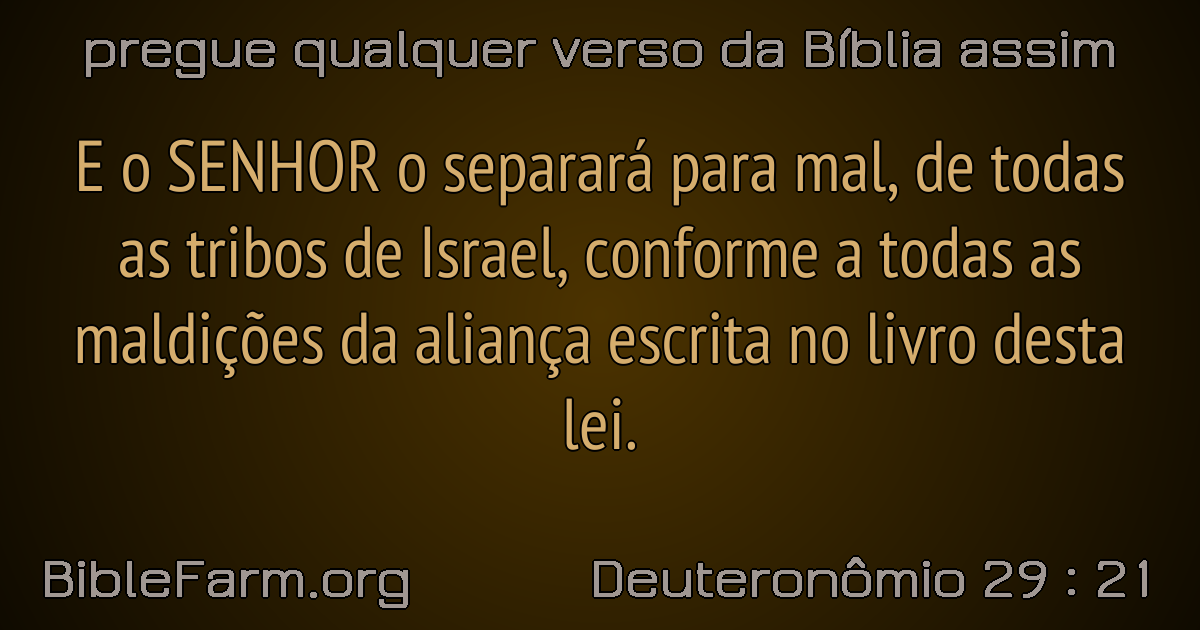 pregue qualquer verso da Bíblia assim
E o SENHOR o separará para mal, de todas
as tribos de Israel, conforme a todas as
maldições da aliança escrita no livro desta
lei.
BibleFarm.org
Deuteronômio 29 : 21